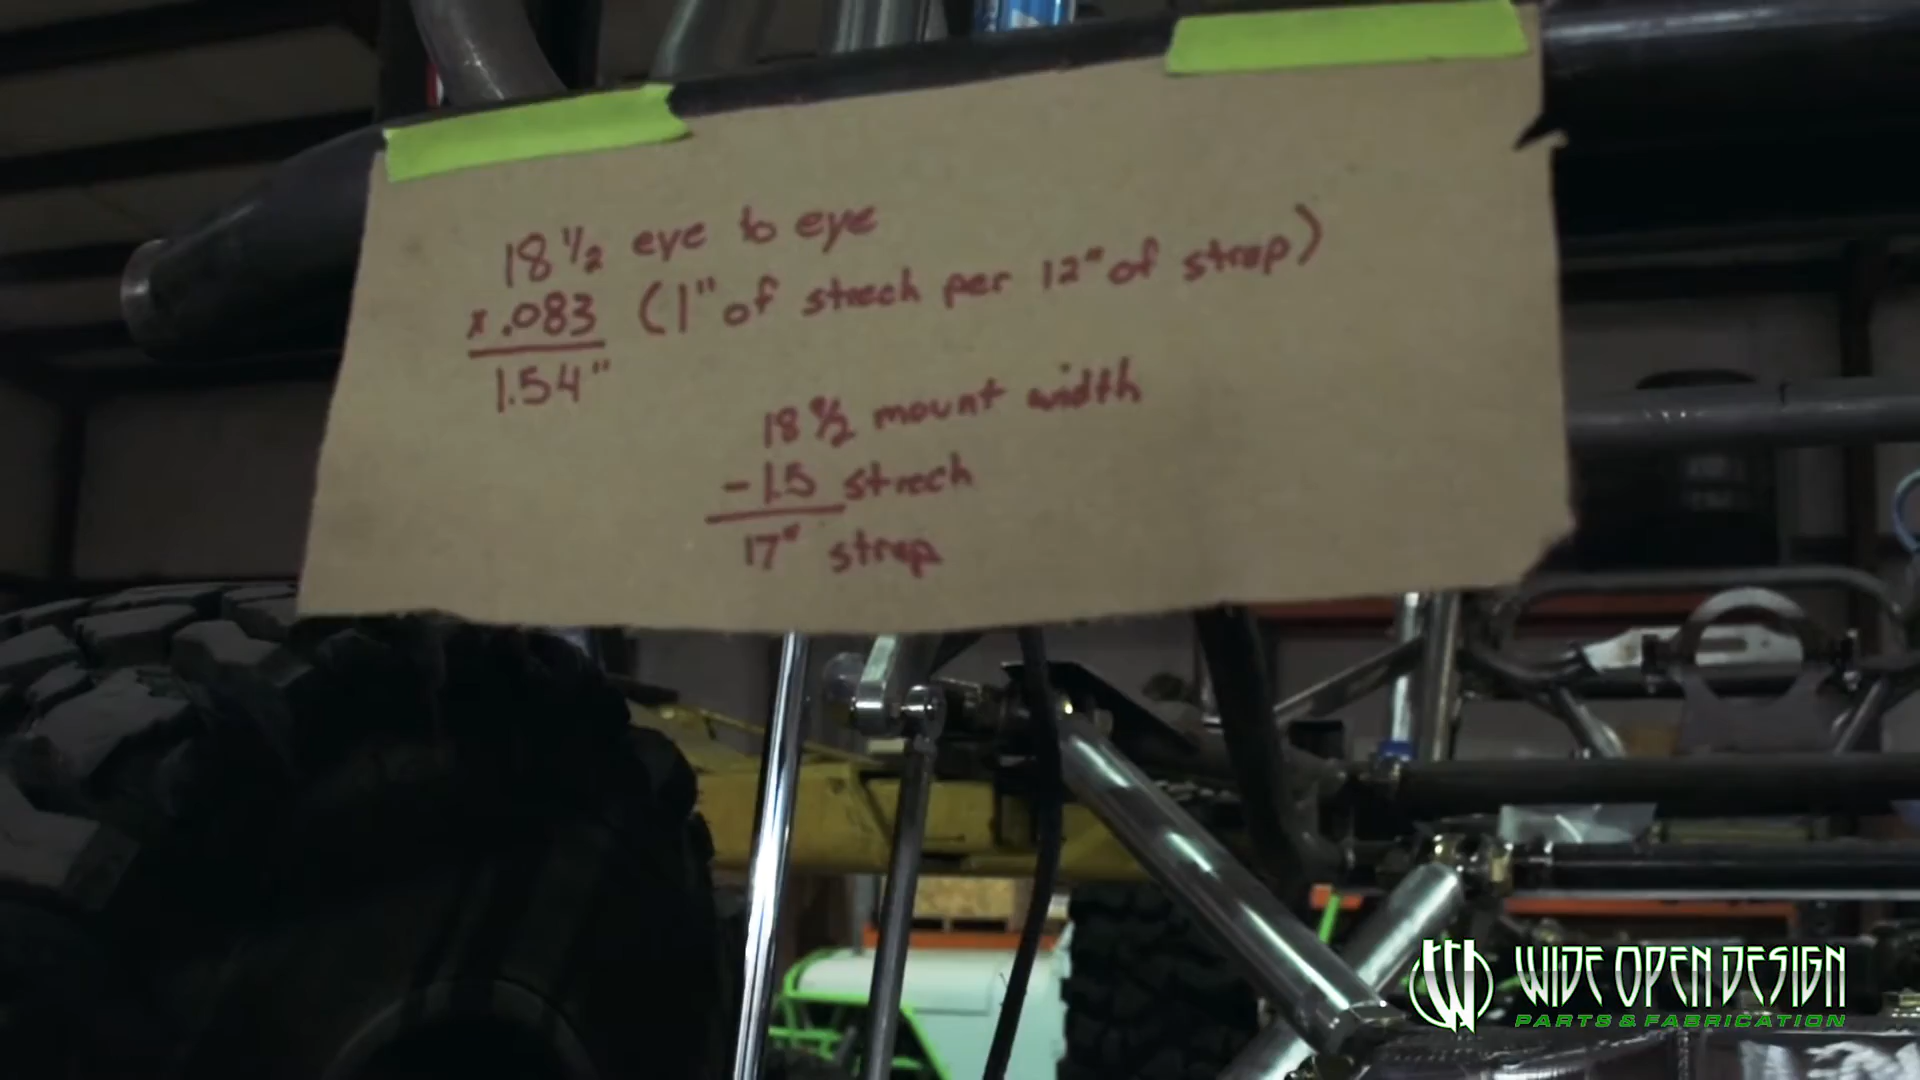 18 1/2 eye to eye
x .083 (1" of strech per 12" of strap)
1.54"
18 1/2 mount width
- 1.5 strech
17" strap
WIDE OPEN DESIGN
PARTS & FABRICATION